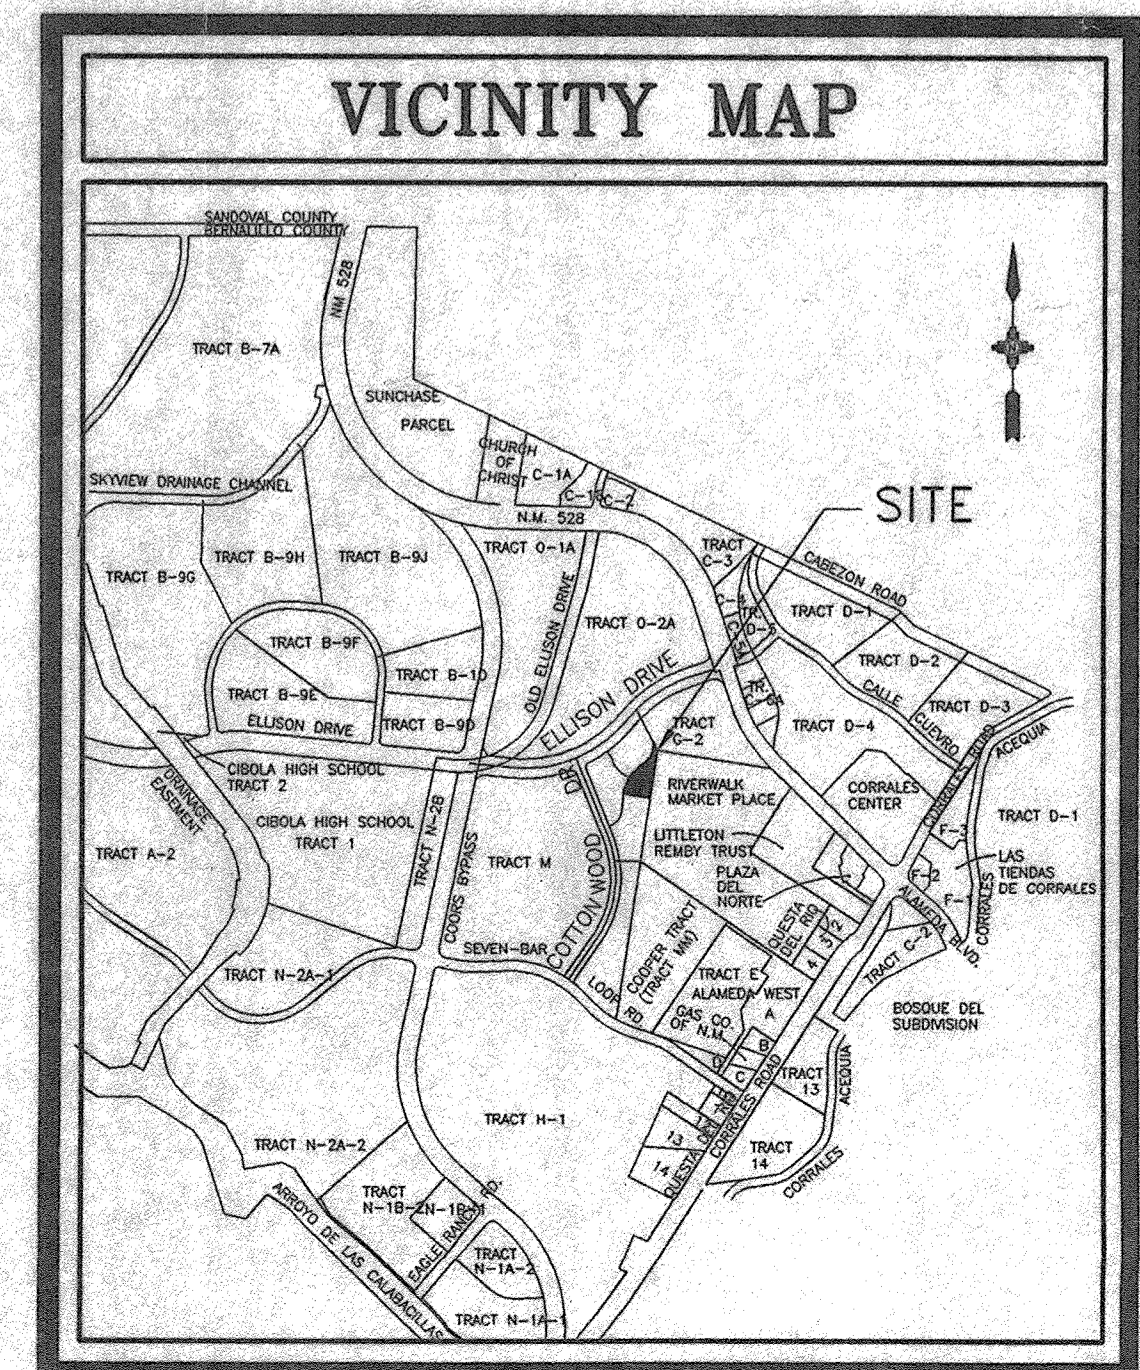 VICINITY MAP
SANDOVAL COUNTY
BERNALILLO COUNTY
NM 528
TRACT B-7A
N
SUNCHASE
PARCEL
CHURCH
OF
CHRIST
C-1A
SKYVIEW DRAINAGE CHANNEL
C-2
SITE
N.M. 528
TRACT O-1A
TRACT
C-3
CABEZON ROAD
TRACT B-9H
TRACT B-9J
TRACT B-9G
OLD ELLISON DRIVE
TRACT O-2A
TRACT D-1
TR.
TRACT B-9F
TRACT D-2
TRACT B-10
ELLISON DRIVE
CALLE
CUERVO
TRACT B-9E
TRACT D-3
ELLISON DRIVE
TRACT B-9D
TRACT
G-2
TRACT D-4
CORRALES ROAD
ACEQUIA
CIBOLA HIGH SCHOOL
TRACT 2
DRAINAGE
EASEMENT
DR
RIVERWALK
MARKET PLACE
CORRALES
CENTER
CIBOLA HIGH SCHOOL
TRACT 1
TRACT D-1
TRACT N-2B
COORS BYPASS
LITTLETON
REMBY TRUST
F-3
TRACT A-2
TRACT M
COTTONWOOD
PLAZA
DEL
NORTE
LAS
TIENDAS
DE CORRALES
F-2
F-1
ALAMEDA BLVD.
CORRALES
QUESTA
DEL RIO
2
3
4
SEVEN-BAR
LOOP RD
COOPER TRACT
(TRACT WM)
TRACT N-2A-1
TRACT E
ALAMEDA WEST
A
BOSQUE DEL
SUBDIVISION
GAS CO.
OF N.M.
B
C
TRACT
13
ACEQUIA
CORRALES ROAD
TRACT H-1
13
14
QUESTA
TRACT
14
CORRALES
TRACT N-2A-2
TRACT
N-1B-2
EAGLE RANCH RD.
ARROYO DE LAS CALABACILLAS
TRACT
N-1A-2
TRACT N-1A-1